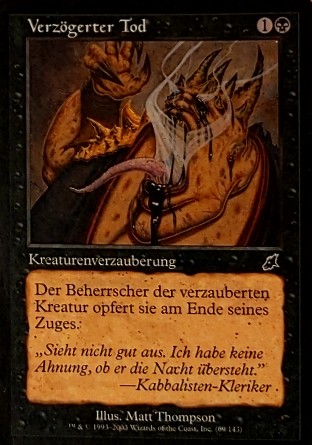 Verzögerter Tod 1
Kreaturenverzauberung
Der Beherrscher der verzauberten
Kreatur opfert sie am Ende seines
Zuges.
„Sieht nicht gut aus. Ich habe keine
Ahnung, ob er die Nacht übersteht.”
—Kabbalisten-Kleriker
Illus. Matt Thompson
™ & © 1993-2003 Wizards of the Coast, Inc. (69/143)